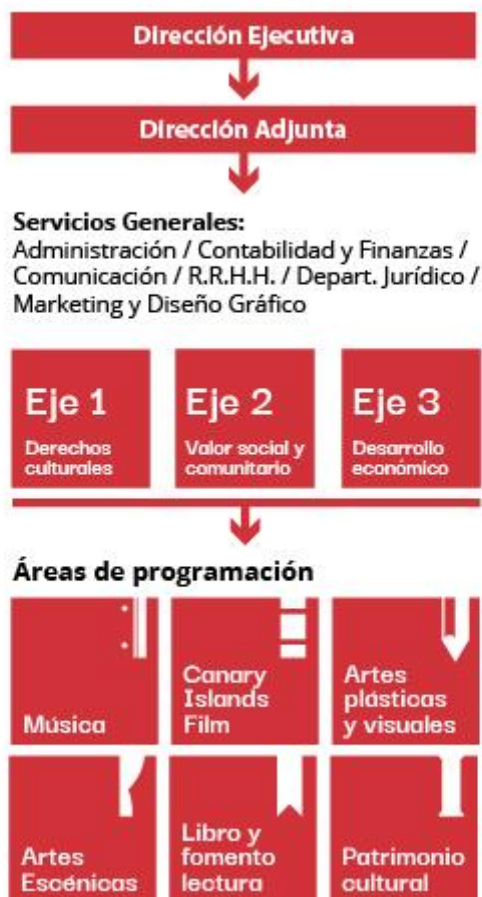 Dirección Ejecutiva
Dirección Adjunta
Servicios Generales:
Administración / Contabilidad y Finanzas /
Comunicación / R.R.H.H. / Depart. Jurídico /
Marketing y Diseño Gráfico
Eje 1
Derechos
culturales
Eje 2
Valor social y
comunitario
Eje 3
Desarrollo
económico
Áreas de programación
Música
Canary
Islands
Film
Artes
plásticas
y visuales
Artes
Escénicas
Libro y
fomento
lectura
Patrimonio
cultural